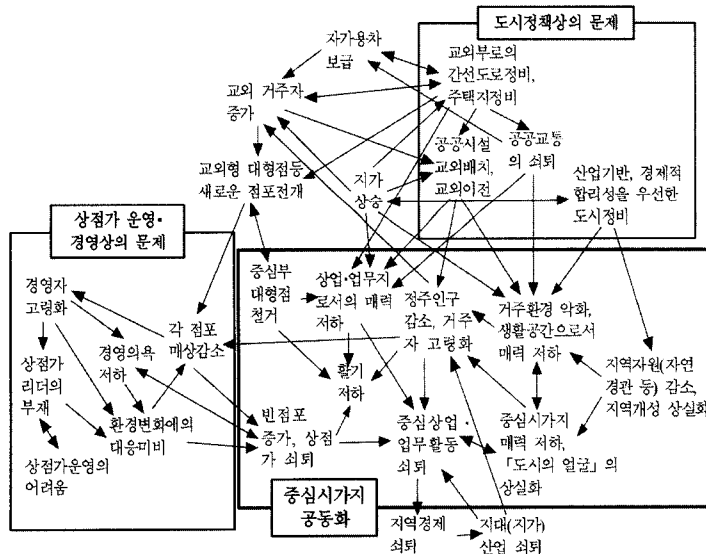 도시정책상의 문제
자가용차
보급
교외부로의
간선도로정비,
주택지정비
교외 거주자
증가
공공시설
교외배치,
교외이전
공공교통
의 쇠퇴
교외형 대형점등
새로운 점포전개
지가
상승
산업기반, 경제적
합리성을 우선한
도시정비
상점가 운영·
경영상의 문제
경영자
고령화
상점가
리더의
부재
상점가운영의
어려움
경영의욕
저하
환경변화에의
대응미비
각 점포
매상감소
중심부
대형점
철거
상업·업무지
로서의 매력
저하
정주인구
감소, 거주
자 고령화
거주환경 악화,
생활공간으로서
매력 저하
지역자원(자연
경관 등) 감소,
지역개성 상실화
활기
저하
빈점포
증가, 상점
가 쇠퇴
중심상업·
업무활동
쇠퇴
중심시가지
매력 저하,
「도시의 얼굴」의
상실화
중심시가지
공동화
지역경제
쇠퇴
지대(지가)
산업 쇠퇴